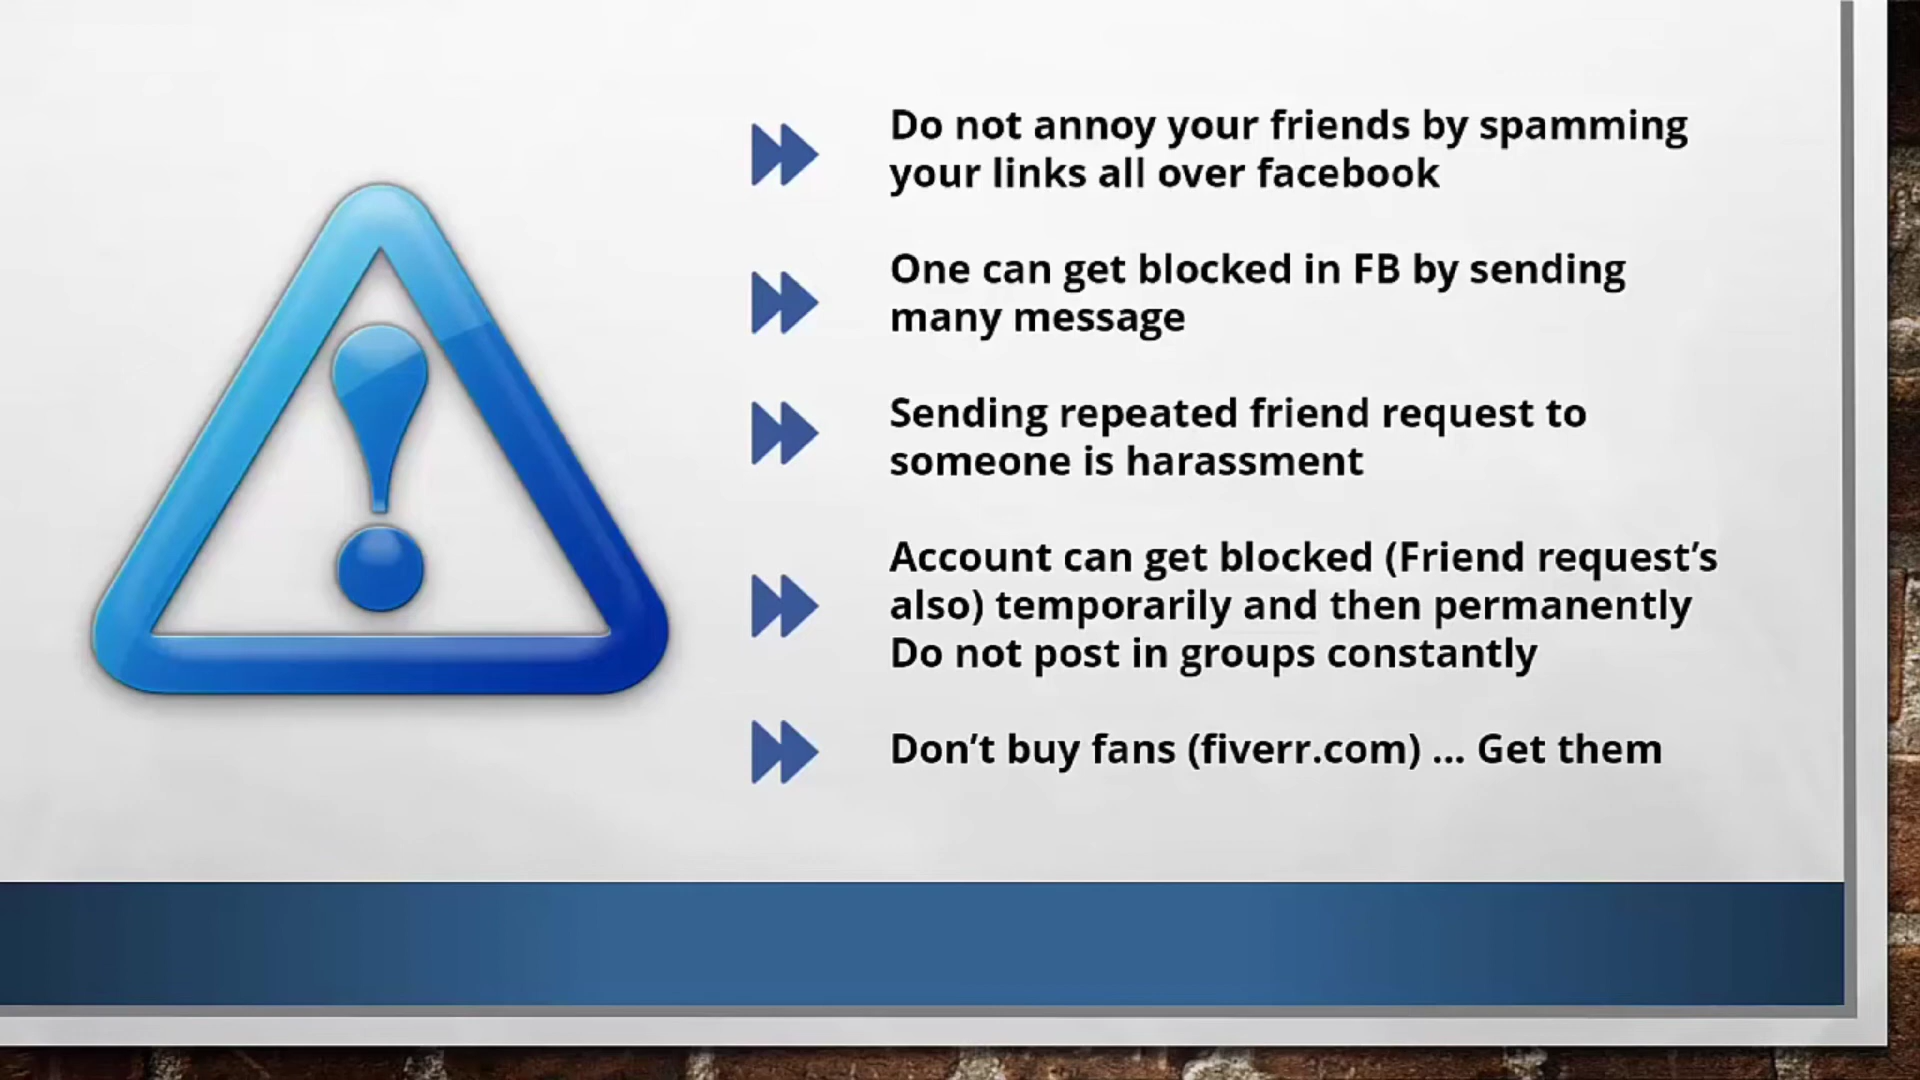 Do not annoy your friends by spamming
your links all over facebook
One can get blocked in FB by sending
many message
Sending repeated friend request to
someone is harassment
Account can get blocked (Friend request’s
also) temporarily and then permanently
Do not post in groups constantly
Don’t buy fans (fiverr.com) ... Get them